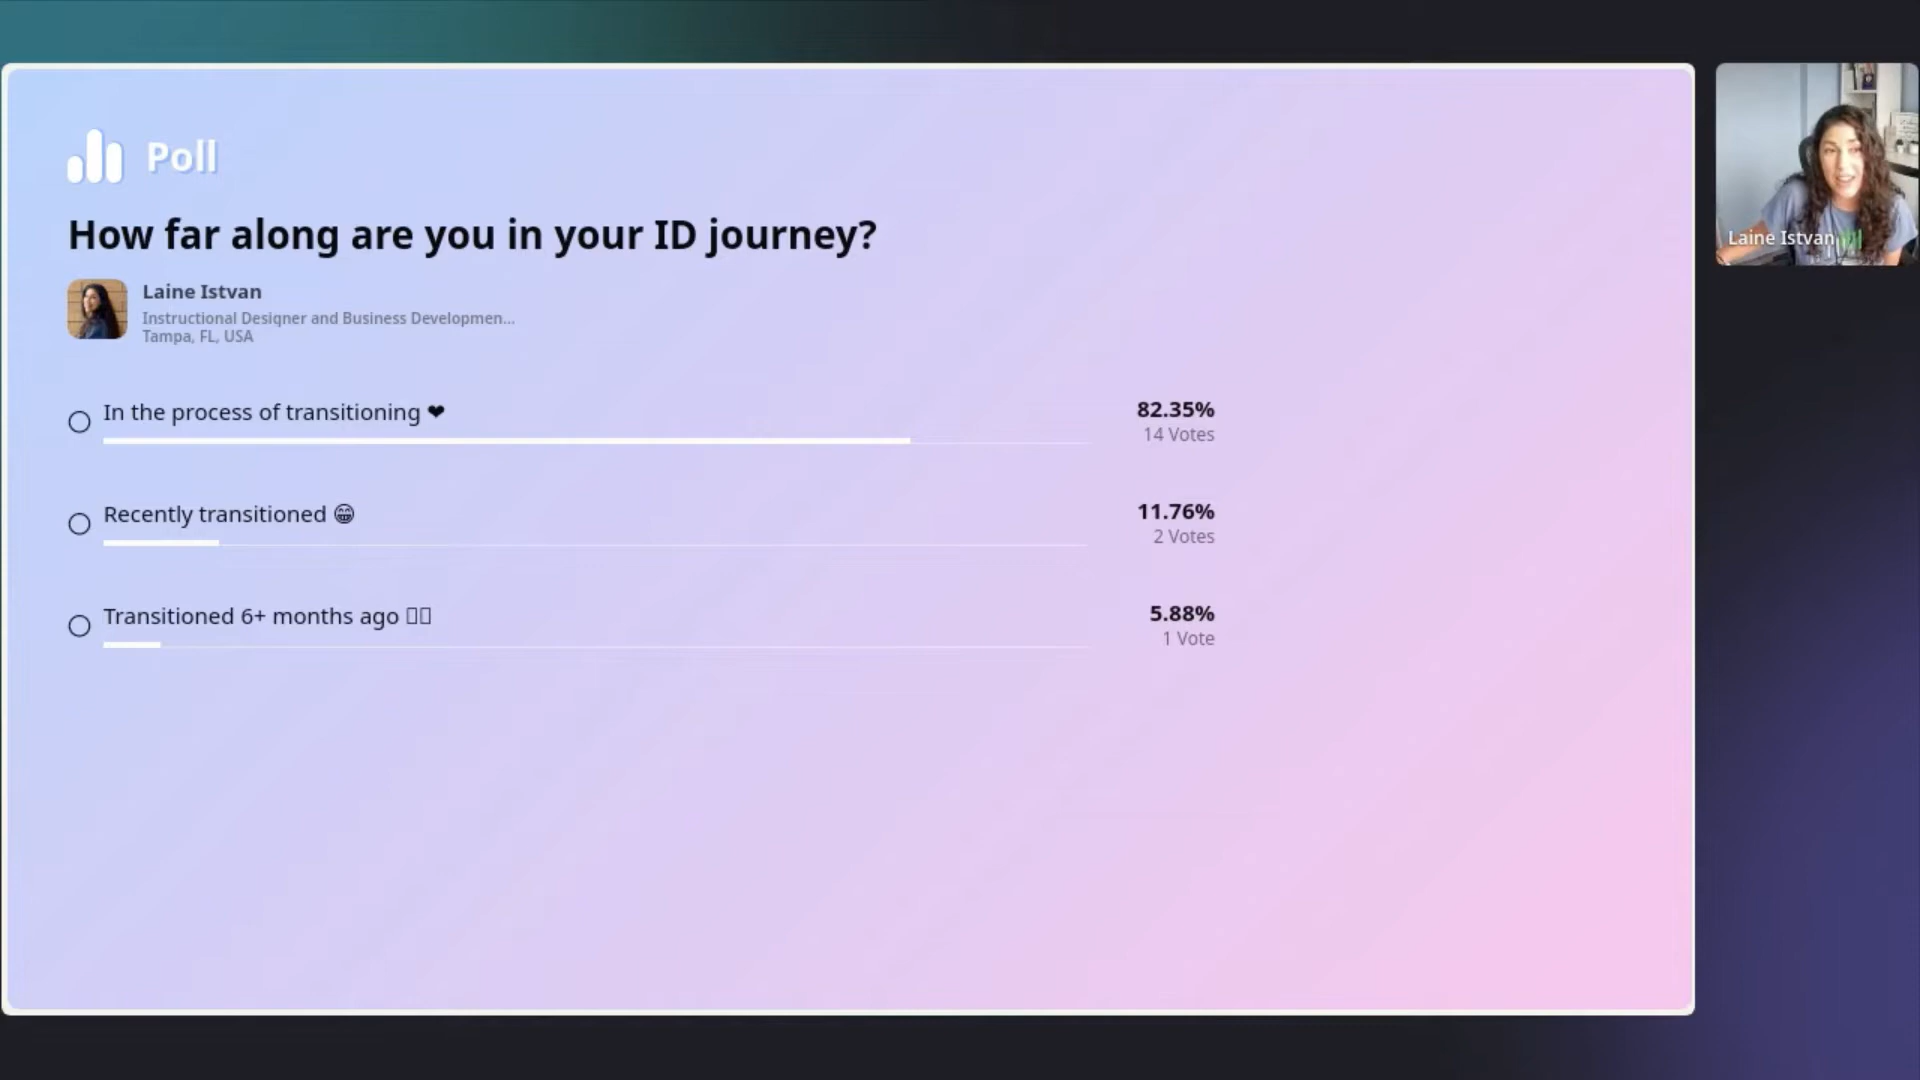 Poll
How far along are you in your ID journey?
Laine Istvan
Instructional Designer and Business Developmen...
Tampa, FL, USA
In the process of transitioning ❤
82.35%
14 Votes
Recently transitioned 😁
11.76%
2 Votes
Transitioned 6+ months ago
5.88%
1 Vote
Laine Istvan